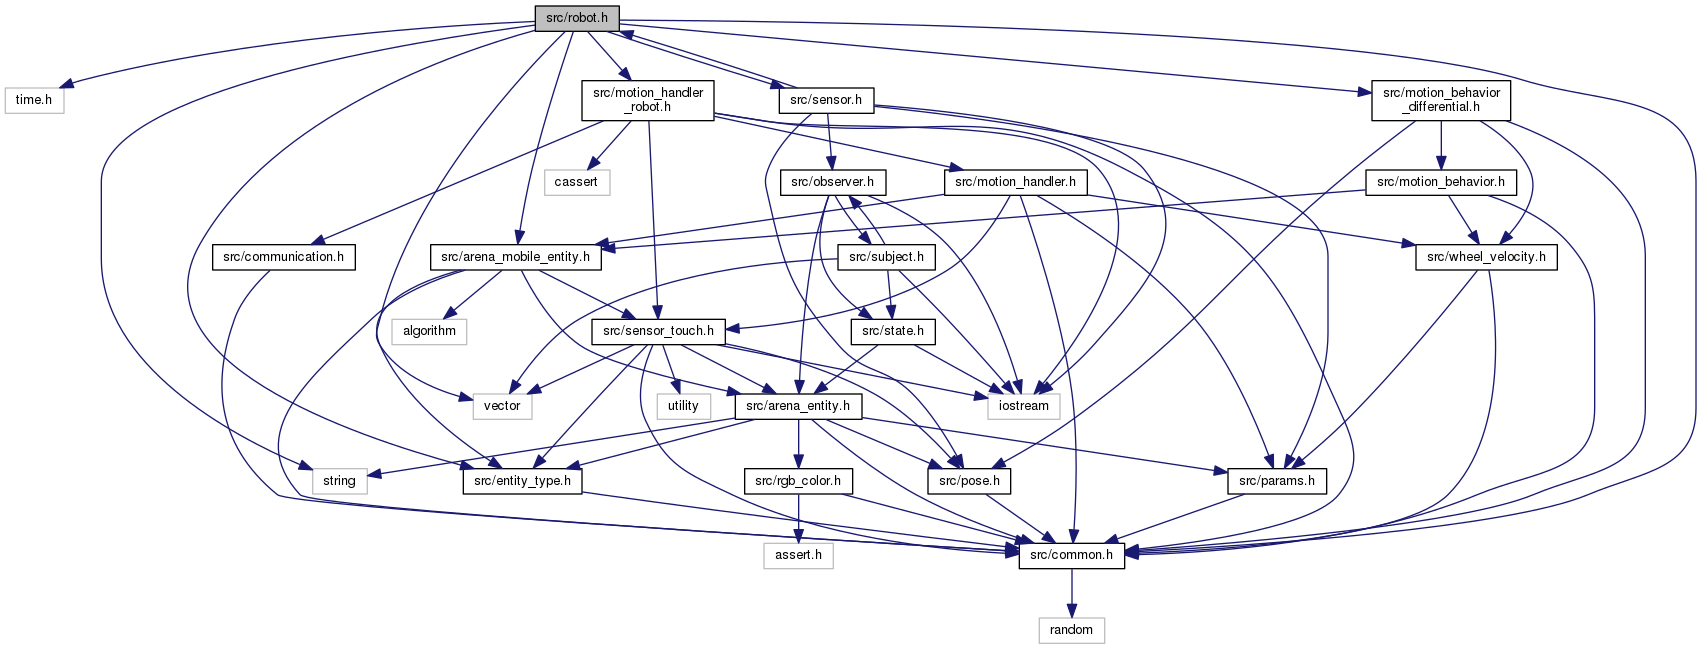 src/robot.h
time.h
src/motion_handler
_robot.h
src/sensor.h
src/motion_behavior
_differential.h
cassert
src/observer.h
src/motion_handler.h
src/motion_behavior.h
src/communication.h
src/arena_mobile_entity.h
src/subject.h
src/wheel_velocity.h
algorithm
src/sensor_touch.h
src/state.h
vector
utility
src/arena_entity.h
iostream
string
src/entity_type.h
src/rgb_color.h
src/pose.h
src/params.h
assert.h
src/common.h
random